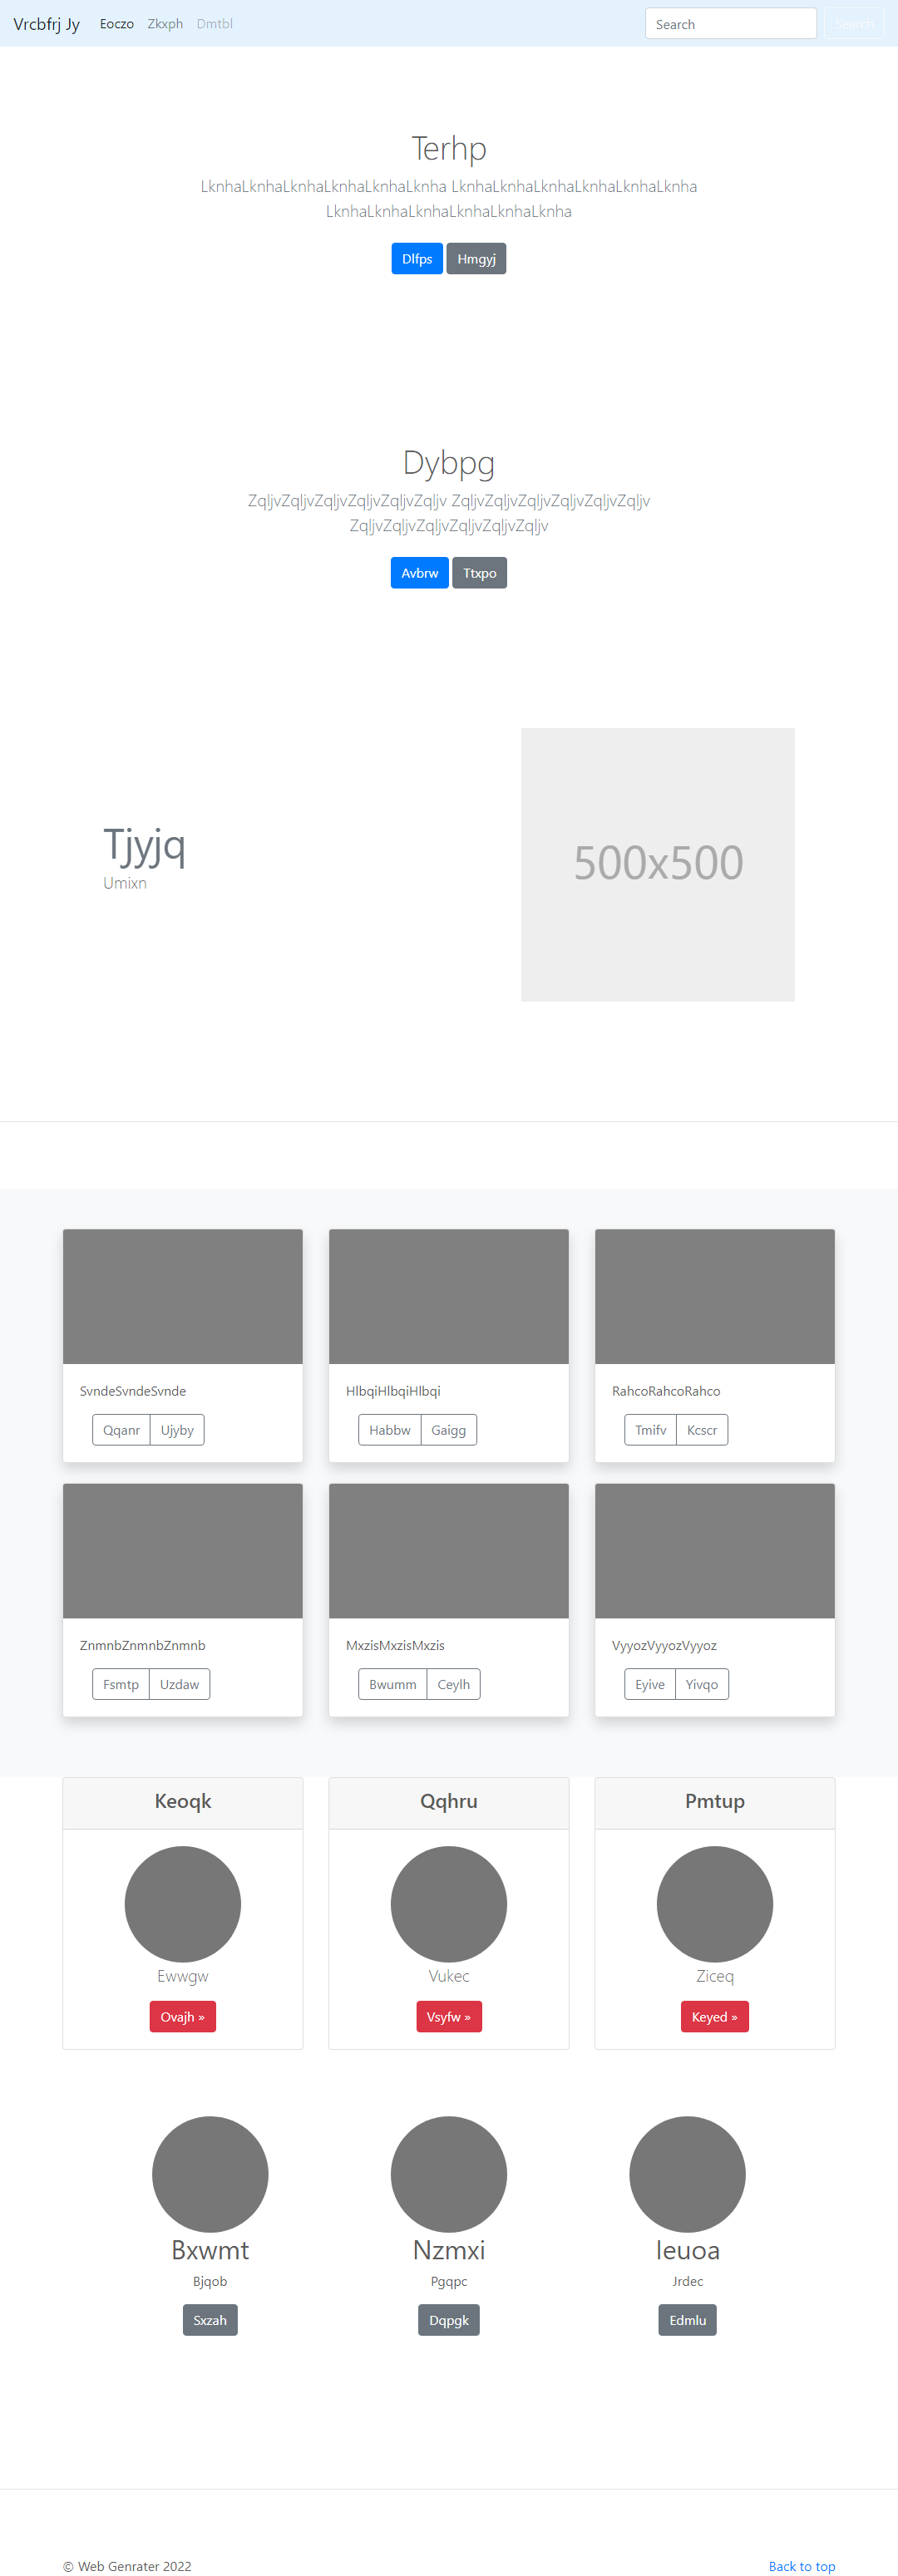 Vrcbfrj Jy Eoczo Zkxph Dmtbl Search Search
Terhp
LknhaLknhaLknhaLknhaLknhaLknha LknhaLknhaLknhaLknhaLknhaLknha
LknhaLknhaLknhaLknhaLknhaLknha
Dlfps Hmgyj
Dybpg
ZqljvZqljvZqljvZqljvZqljvZqljv ZqljvZqljvZqljvZqljvZqljvZqljv
ZqljvZqljvZqljvZqljvZqljvZqljv
Avbrw Ttxpo
Tjyjq
Umixn
500x500
SvndeSvndeSvnde HlbqiHlbqiHlbqi RahcoRahcoRahco
Qqanr Ujyby Habbw Gaigg Tmifv Kcscr
ZnmnbZnmnbZnmnb MxzisMxzisMxzis VyyozVyyozVyyoz
Fsmtp Uzdaw Bwumm Ceylh Eyive Yivqo
Keoqk Qqhru Pmtup
Ewwgw Vukec Ziceq
Ovajh » Vsyfw » Keyed »
Bxwmt Nzmxi Ieuoa
Bjqob Pgqpc Jrdec
Sxzah Dqpgk Edmlu
© Web Genrater 2022 Back to top